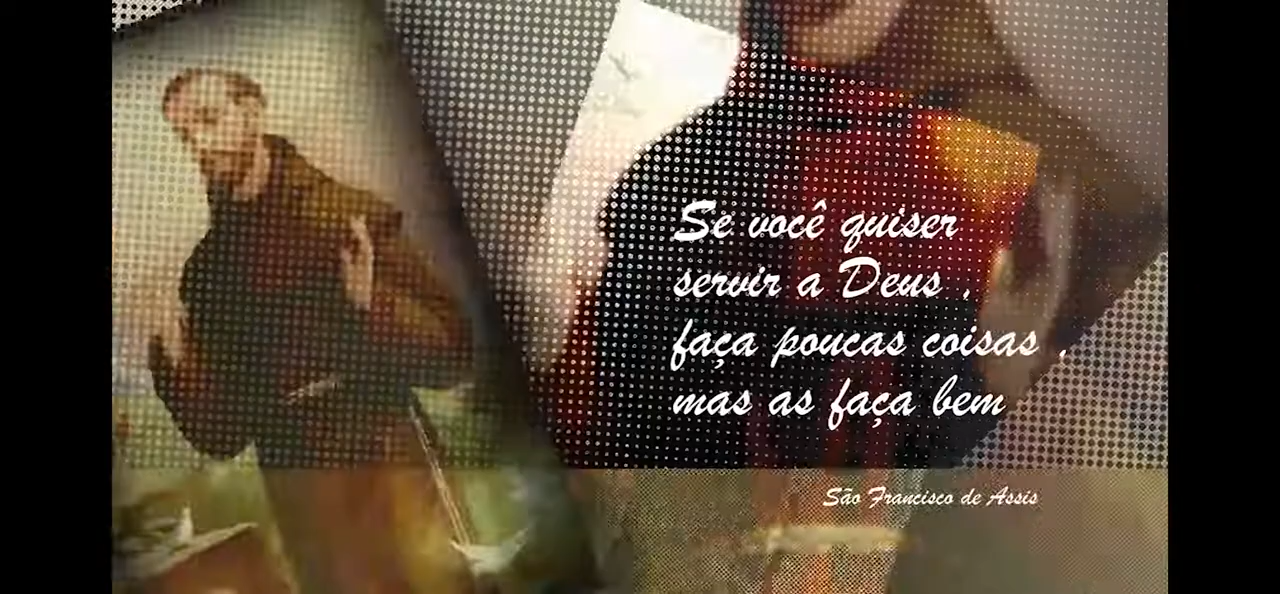 Se você quiser
servir a Deus ,
faça poucas coisas ,
mas as faça bem
São Francisco de Assis